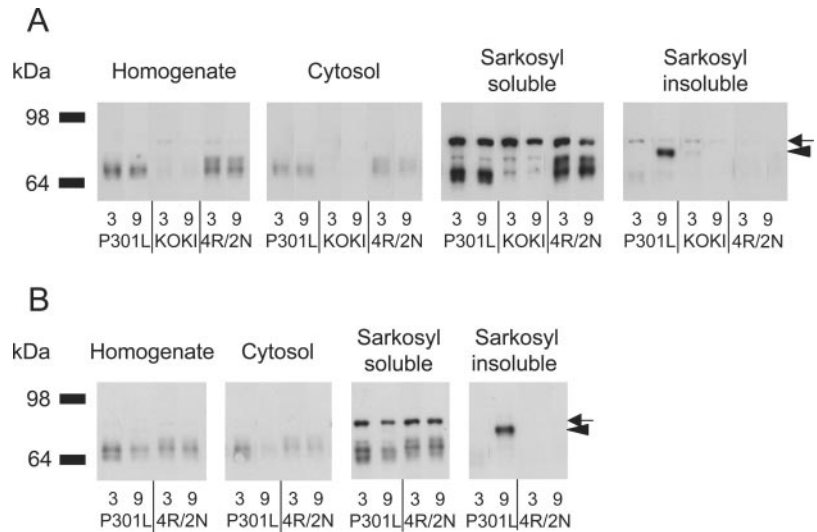 A
kDa
Homogenate
Cytosol
Sarkosyl
soluble
Sarkosyl
insoluble
98
64
3 9 3 9 3 9
P301L KOKI 4R/2N
3 9 3 9 3 9
P301L KOKI 4R/2N
3 9 3 9 3 9
P301L KOKI 4R/2N
3 9 3 9 3 9
P301L KOKI 4R/2N
B
kDa
Homogenate
Cytosol
Sarkosyl
soluble
Sarkosyl
insoluble
98
64
3 9 3 9
P301L 4R/2N
3 9 3 9
P301L 4R/2N
3 9 3 9
P301L 4R/2N
3 9 3 9
P301L 4R/2N